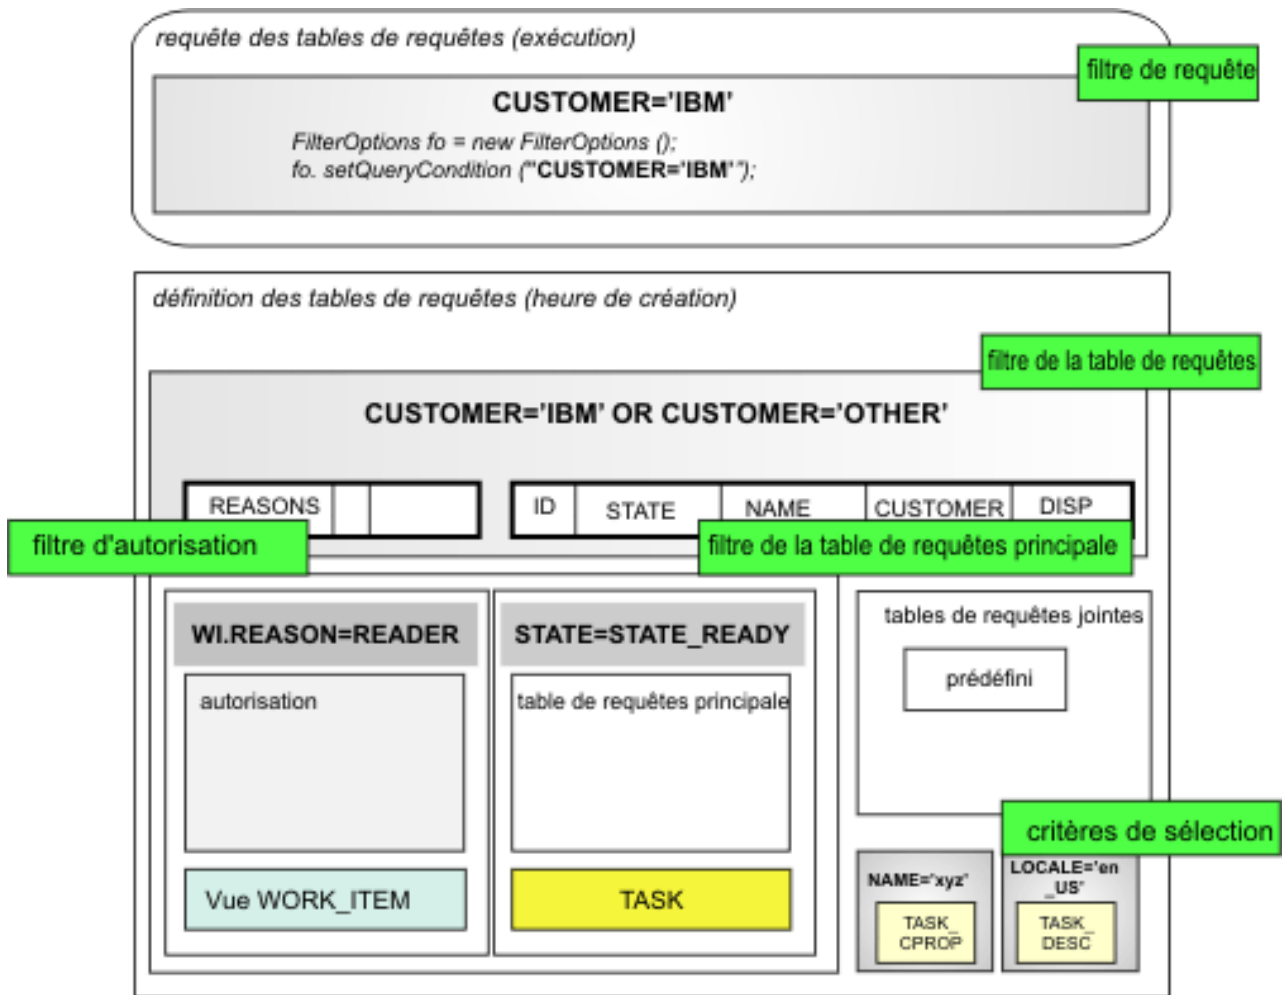 requête des tables de requêtes (exécution)
filtre de requête
CUSTOMER='IBM'
FilterOptions fo = new FilterOptions ();
fo. setQueryCondition ("CUSTOMER='IBM'");
définition des tables de requêtes (heure de création)
filtre de la table de requêtes
CUSTOMER='IBM' OR CUSTOMER='OTHER'
REASONS
ID STATE NAME CUSTOMER DISP
filtre d'autorisation
filtre de la table de requêtes principale
WI.REASON=READER
STATE=STATE_READY
tables de requêtes jointes
prédéfini
autorisation
table de requêtes principale
critères de sélection
Vue WORK_ITEM
TASK
NAME='xyz'
TASK_
CPROP
LOCALE='en
_US'
TASK_
DESC